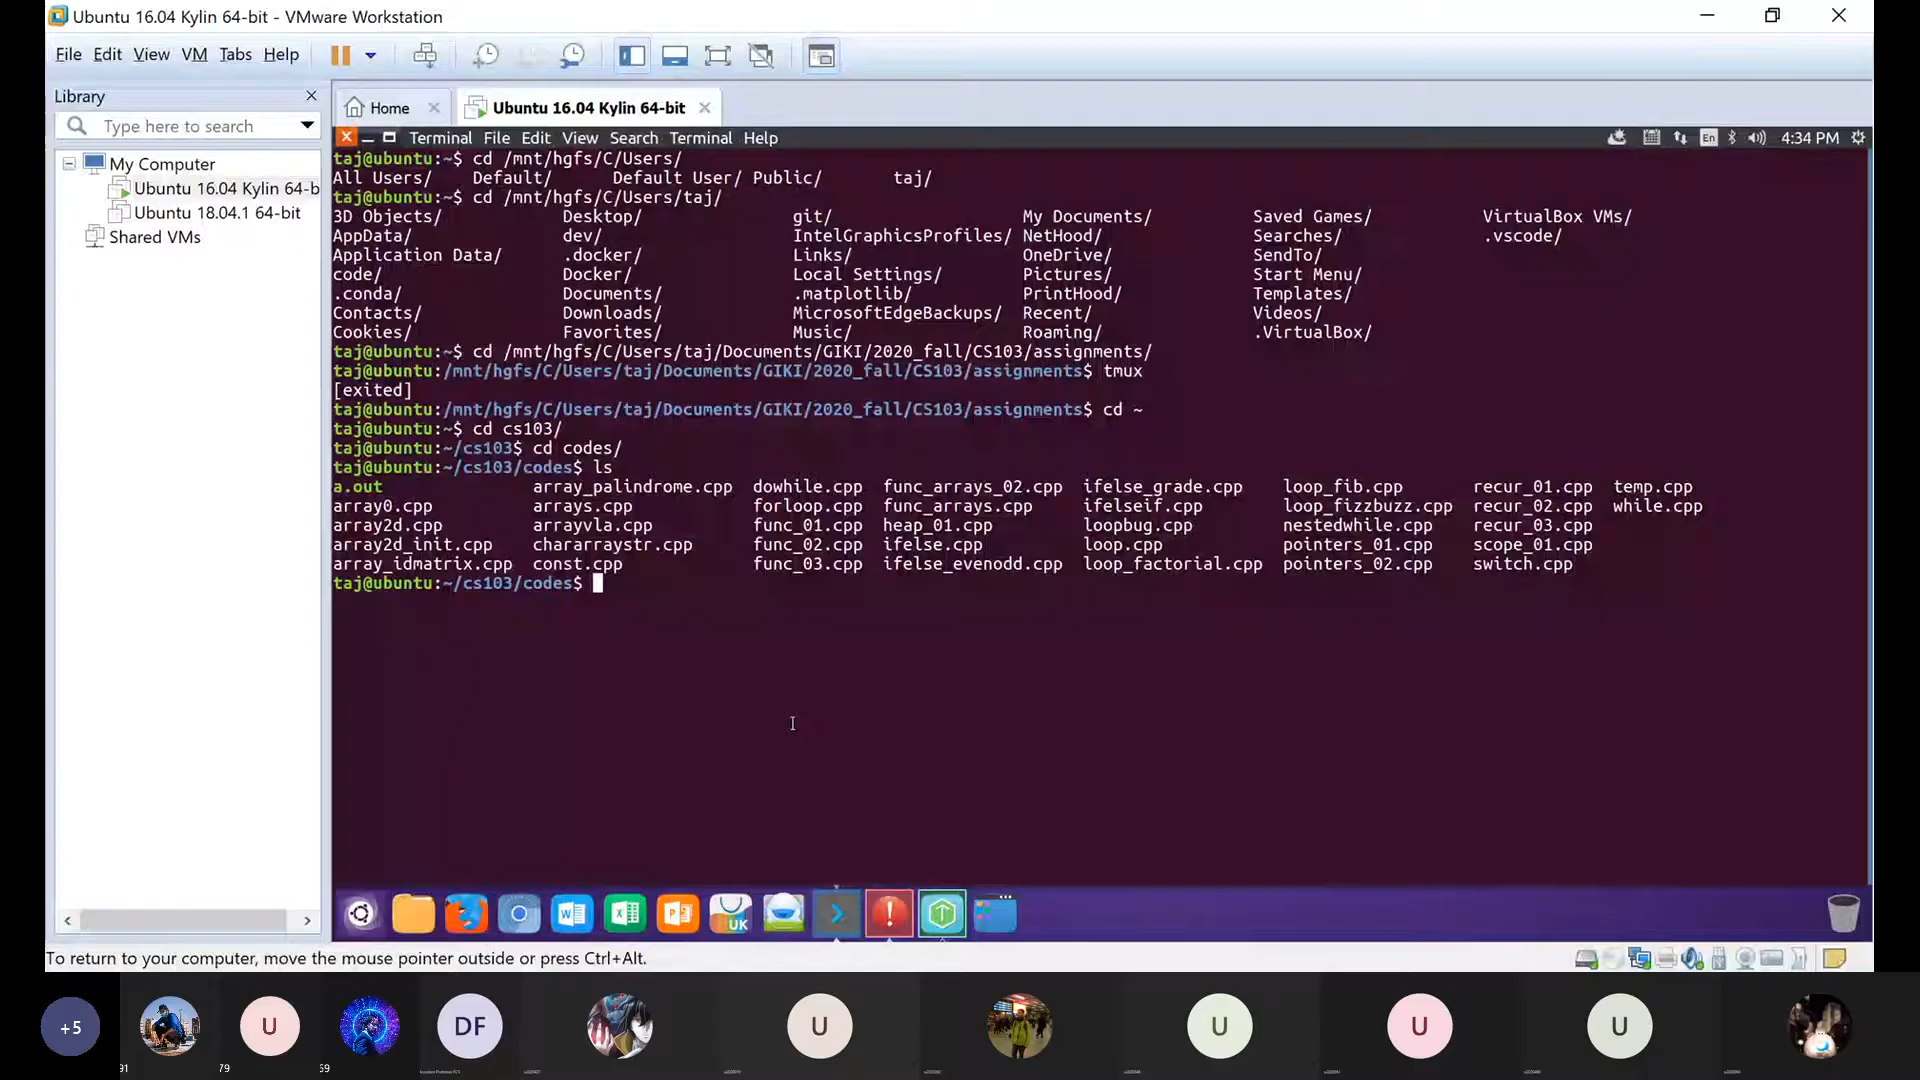 Ubuntu 16.04 Kylin 64-bit - VMware Workstation
File Edit View VM Tabs Help
Library
Type here to search
My Computer
Ubuntu 16.04 Kylin 64-b
Ubuntu 18.04.1 64-bit
Shared VMs
Home
Ubuntu 16.04 Kylin 64-bit
Terminal File Edit View Search Terminal Help
En
4:34 PM
taj@ubuntu:~$ cd /mnt/hgfs/C/Users/
All Users/ Default/ Default User/ Public/ taj/
taj@ubuntu:~$ cd /mnt/hgfs/C/Users/taj/
3D Objects/ Desktop/ git/ My Documents/ Saved Games/ VirtualBox VMs/
AppData/ dev/ IntelGraphicsProfiles/ NetHood/ Searches/ .vscode/
Application Data/ .docker/ Links/ OneDrive/ SendTo/
code/ Docker/ Local Settings/ Pictures/ Start Menu/
.conda/ Documents/ .matplotlib/ PrintHood/ Templates/
Contacts/ Downloads/ MicrosoftEdgeBackups/ Recent/ Videos/
Cookies/ Favorites/ Music/ Roaming/ .VirtualBox/
taj@ubuntu:~$ cd /mnt/hgfs/C/Users/taj/Documents/GIKI/2020_fall/CS103/assignments/
taj@ubuntu:/mnt/hgfs/C/Users/taj/Documents/GIKI/2020_fall/CS103/assignments$ tmux
[exited]
taj@ubuntu:/mnt/hgfs/C/Users/taj/Documents/GIKI/2020_fall/CS103/assignments$ cd ~
taj@ubuntu:~$ cd cs103/
taj@ubuntu:~/cs103$ cd codes/
taj@ubuntu:~/cs103/codes$ ls
a.out array_palindrome.cpp dowhile.cpp func_arrays_02.cpp ifelse_grade.cpp loop_fib.cpp recur_01.cpp temp.cpp
array0.cpp arrays.cpp forloop.cpp func_arrays.cpp ifelseif.cpp loop_fizzbuzz.cpp recur_02.cpp while.cpp
array2d.cpp arrayvla.cpp func_01.cpp heap_01.cpp loopbug.cpp nestedwhile.cpp recur_03.cpp
array2d_init.cpp chararraystr.cpp func_02.cpp ifelse.cpp loop.cpp pointers_01.cpp scope_01.cpp
array_idmatrix.cpp const.cpp func_03.cpp ifelse_evenodd.cpp loop_factorial.cpp pointers_02.cpp switch.cpp
taj@ubuntu:~/cs103/codes$
W X P UK
To return to your computer, move the mouse pointer outside or press Ctrl+Alt.
+5 U DF U U U U
91 79 59